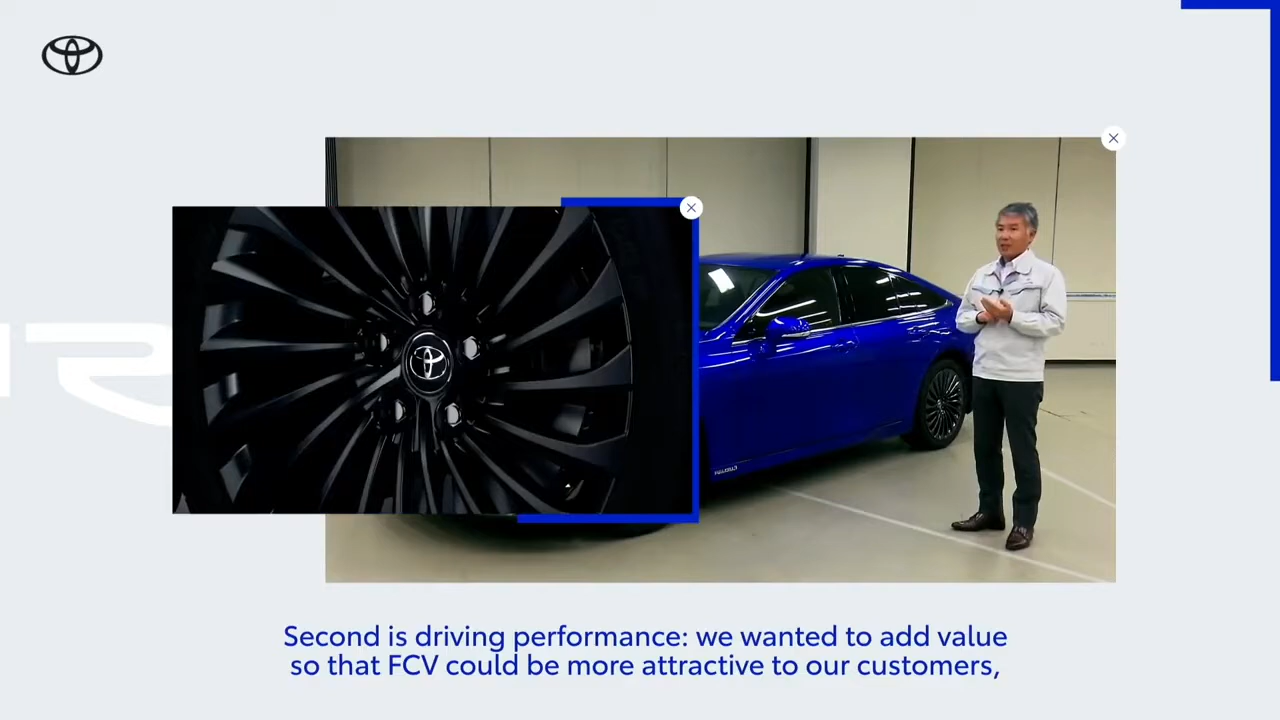 Second is driving performance: we wanted to add value
so that FCV could be more attractive to our customers,